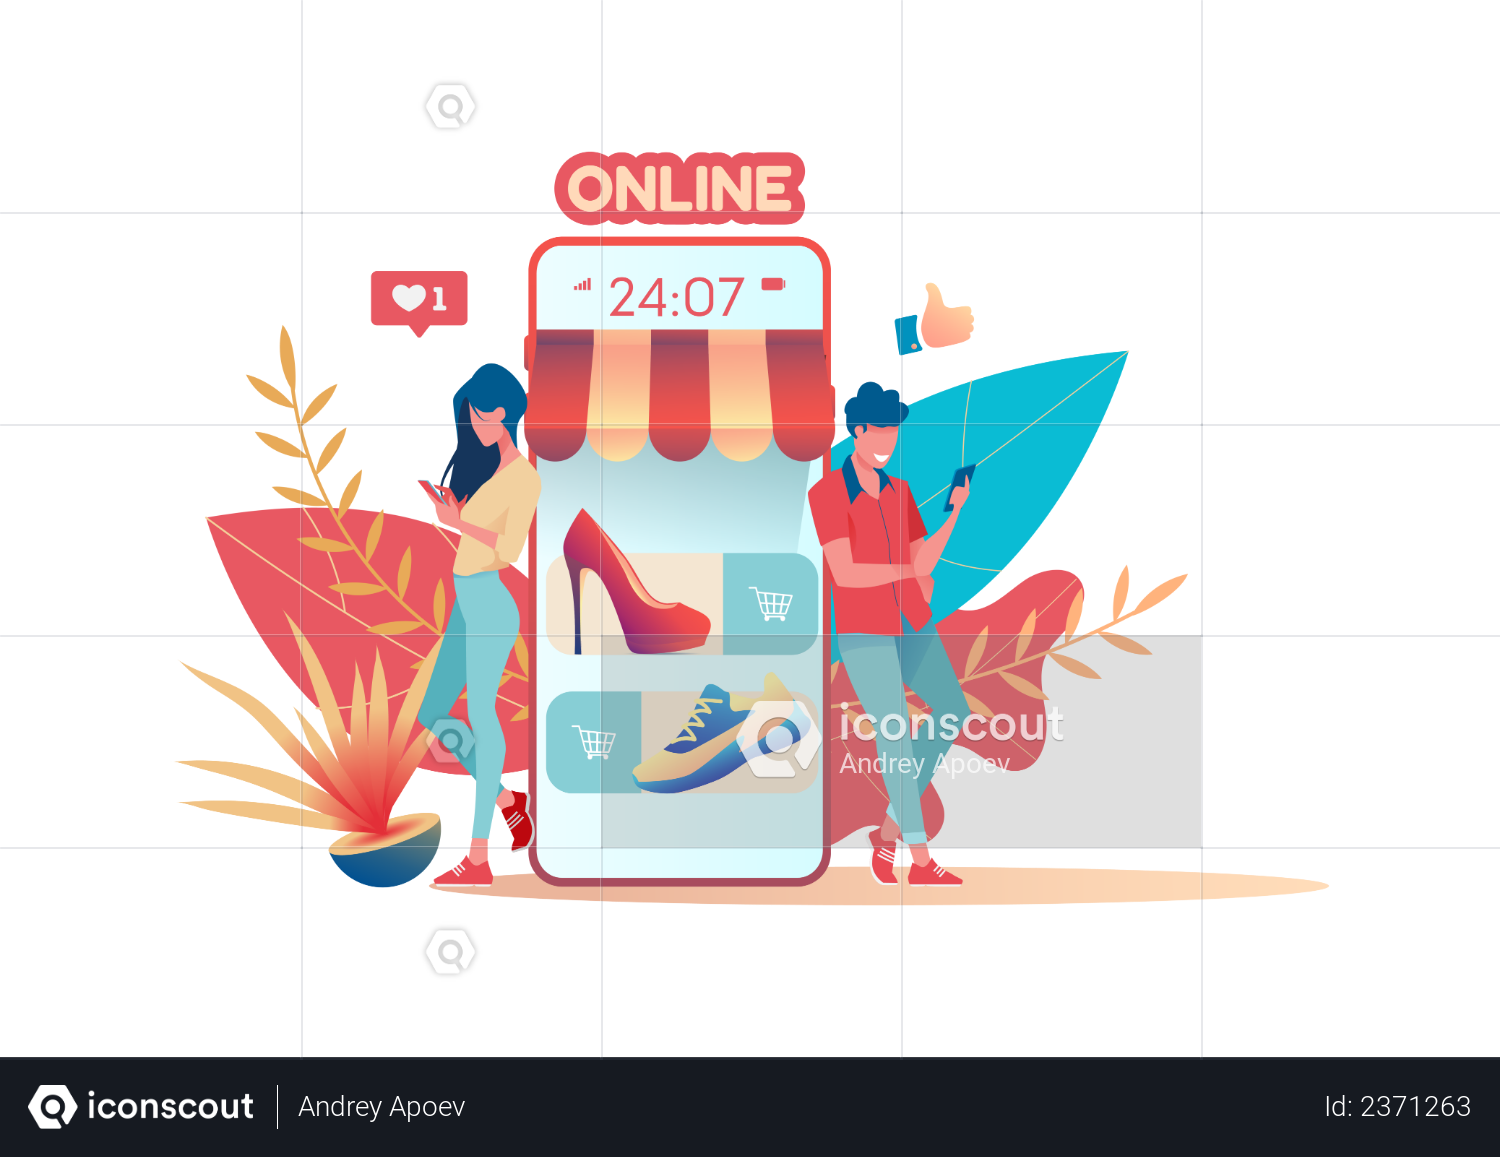 ONLINE
24:07
1
iconscout
Andrey Apoev
iconscout
Andrey Apoev
Id: 2371263